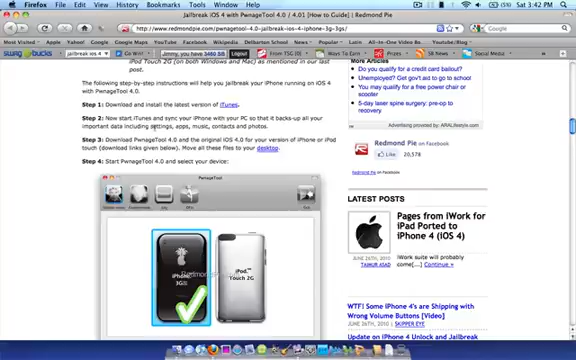 Firefox File Edit View History Bookmarks Tools Window Help
Sat 3:42 PM
Jailbreak iOS 4 with PwnageTool 4.0 / 4.01 [How to Guide] | Redmond Pie
http://www.redmondpie.com/pwnagetool-4.0-jailbreak-ios-4-iphone-3g-3gs/
Google
Most Visited Apple Yahoo! Google Maps YouTube Wikipedia News Popular
swag bucks jailbreak ios 4
iPod Touch 2G (on both Windows and Mac) as mentioned in our last
post.
The following step-by-step instructions will help you jailbreak your iPhone running on iOS 4
with PwnageTool 4.0.
Step 1: Download and install the latest version of iTunes.
Step 2: Now start iTunes and sync your iPhone with your PC so that it backs-up all your
important data including settings, apps, music, contacts and photos.
Step 3: Download PwnageTool 4.0 and the original iOS 4.0 for your version of iPhone or iPod
touch (download links given below). Move all these files to your desktop.
Step 4: Start PwnageTool 4.0 and select your device:
PwnageTool
iPhone
3GS
iPod
Touch 2G
More Articles
Do you qualify for a credit card bailout?
Unemployed? Get gov't aid to go to school
You may qualify for a free power chair or scooter
5-day laser spine surgery: pre-op to recovery
Advertising provided by: ARAlifestyle.com
Redmond Pie on Facebook
Like 20,578
Redmond Pie on Facebook
LATEST POSTS
Pages from iWork for
iPad Ported to
iPhone 4 (iOS 4)
JUNE 26TH, 2010
TAIMUR ASAD
iWork suite will probably
come[...] Continue »
WTF! Some iPhone 4's are Shipping with
Wrong Volume Buttons [Video]
JUNE 26TH, 2010 | SKIPPER EYE
Update on iPhone 4 Unlock and Jailbreak